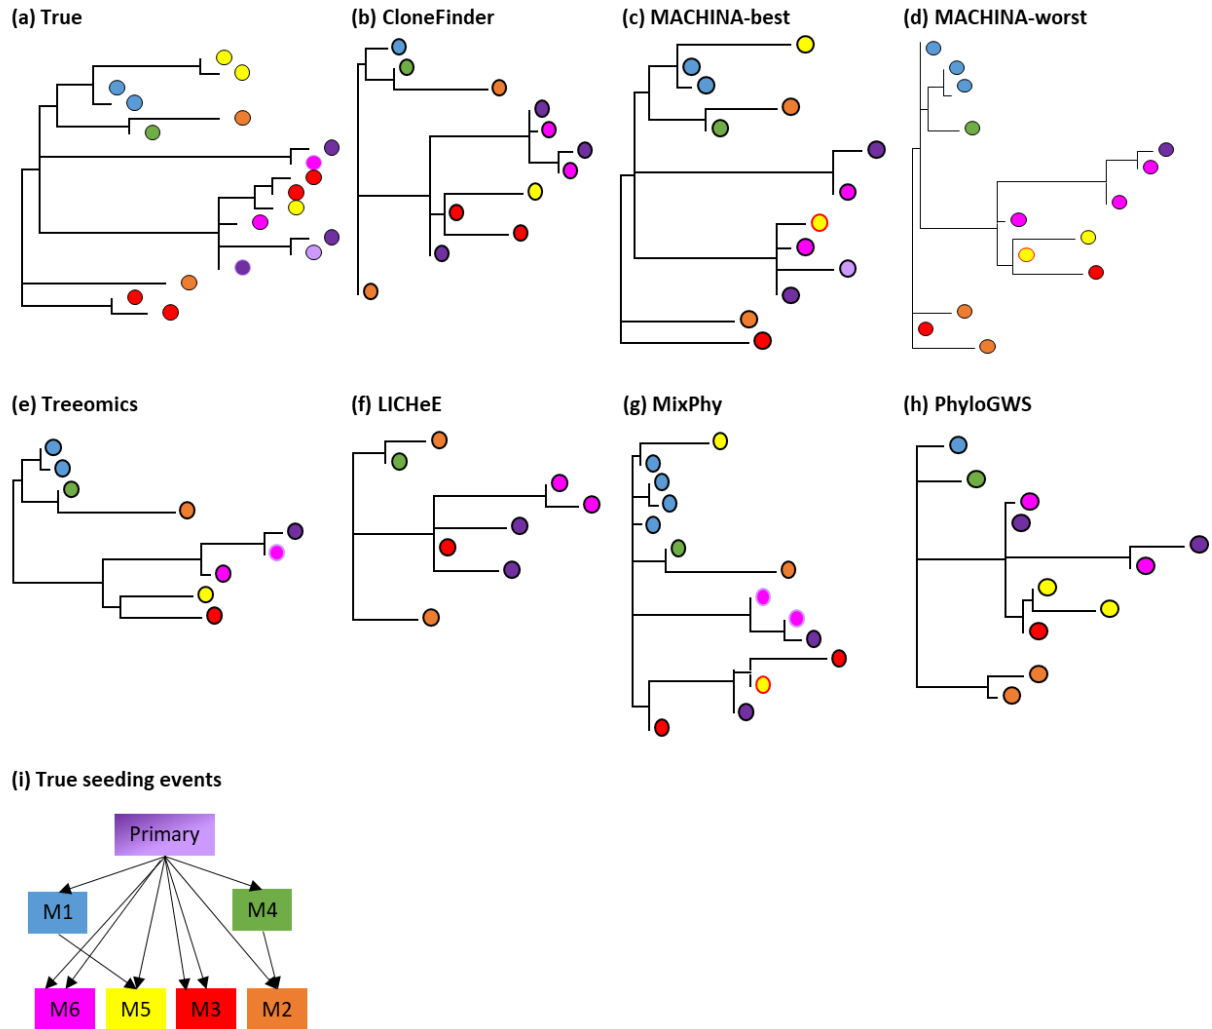 (a) True
(b) CloneFinder
(c) MACHINA-best
(d) MACHINA-worst
(e) Treeomics
(f) LICHeE
(g) MixPhy
(h) PhyloGWS
(i) True seeding events
Primary
M1
M4
M6
M5
M3
M2